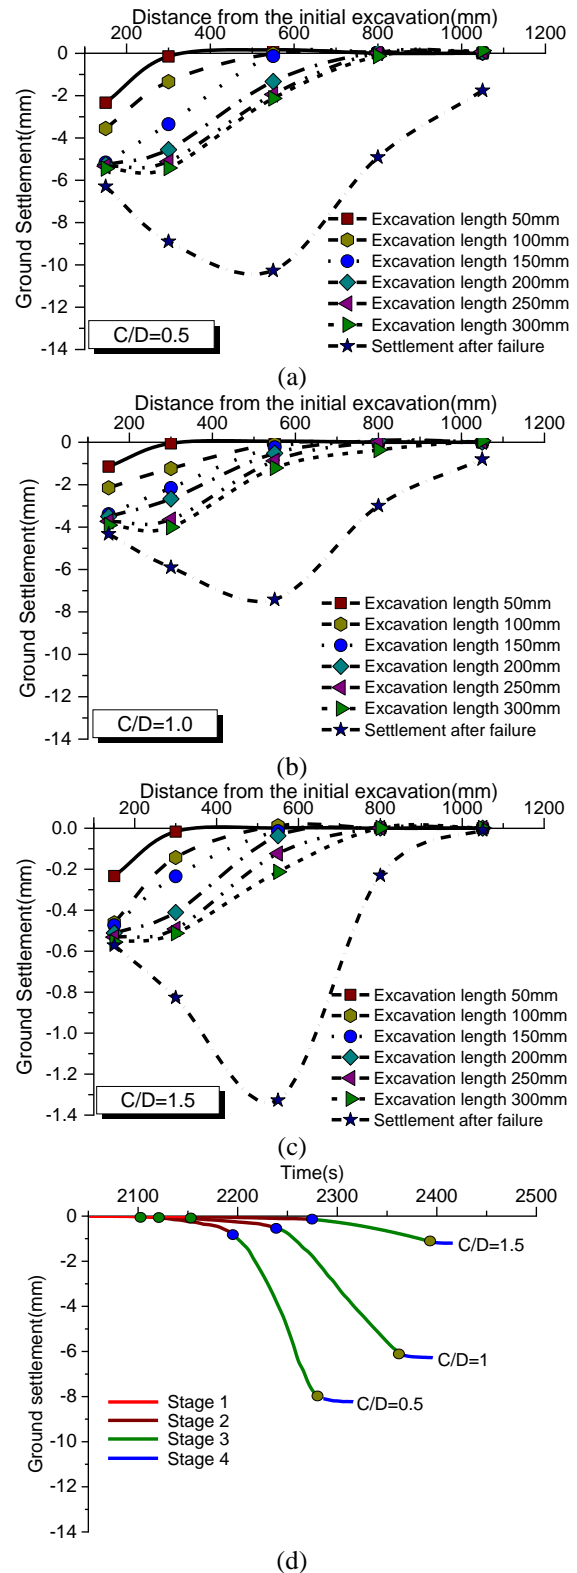 Distance from the initial excavation(mm)
200 400 600 800 1000 1200
0
-2
-4
-6
-8
-10
-12
-14
Ground Settlement(mm)
Excavation length 50mm
Excavation length 100mm
Excavation length 150mm
Excavation length 200mm
Excavation length 250mm
Excavation length 300mm
Settlement after failure
C/D=0.5
(a)
Distance from the initial excavation(mm)
200 400 600 800 1000 1200
0
-2
-4
-6
-8
-10
-12
-14
Ground Settlement(mm)
Excavation length 50mm
Excavation length 100mm
Excavation length 150mm
Excavation length 200mm
Excavation length 250mm
Excavation length 300mm
Settlement after failure
C/D=1.0
(b)
Distance from the initial excavation(mm)
200 400 600 800 1000 1200
0.0
-0.2
-0.4
-0.6
-0.8
-1.0
-1.2
-1.4
Ground Settlement(mm)
Excavation length 50mm
Excavation length 100mm
Excavation length 150mm
Excavation length 200mm
Excavation length 250mm
Excavation length 300mm
Settlement after failure
C/D=1.5
(c)
Time(s)
2100 2200 2300 2400 2500
0
-2
-4
-6
-8
-10
-12
-14
Ground settlement(mm)
C/D=1.5
C/D=1
C/D=0.5
Stage 1
Stage 2
Stage 3
Stage 4
(d)